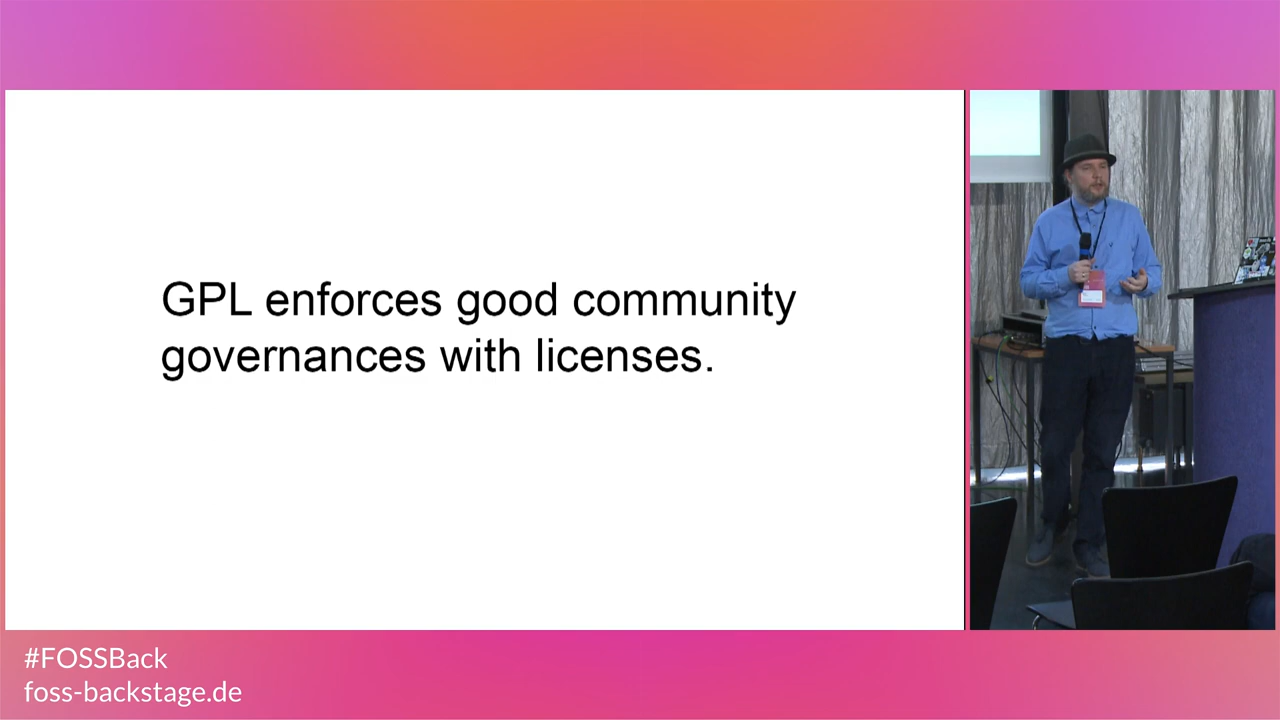 GPL enforces good community
governances with licenses.
#FOSSBack
foss-backstage.de